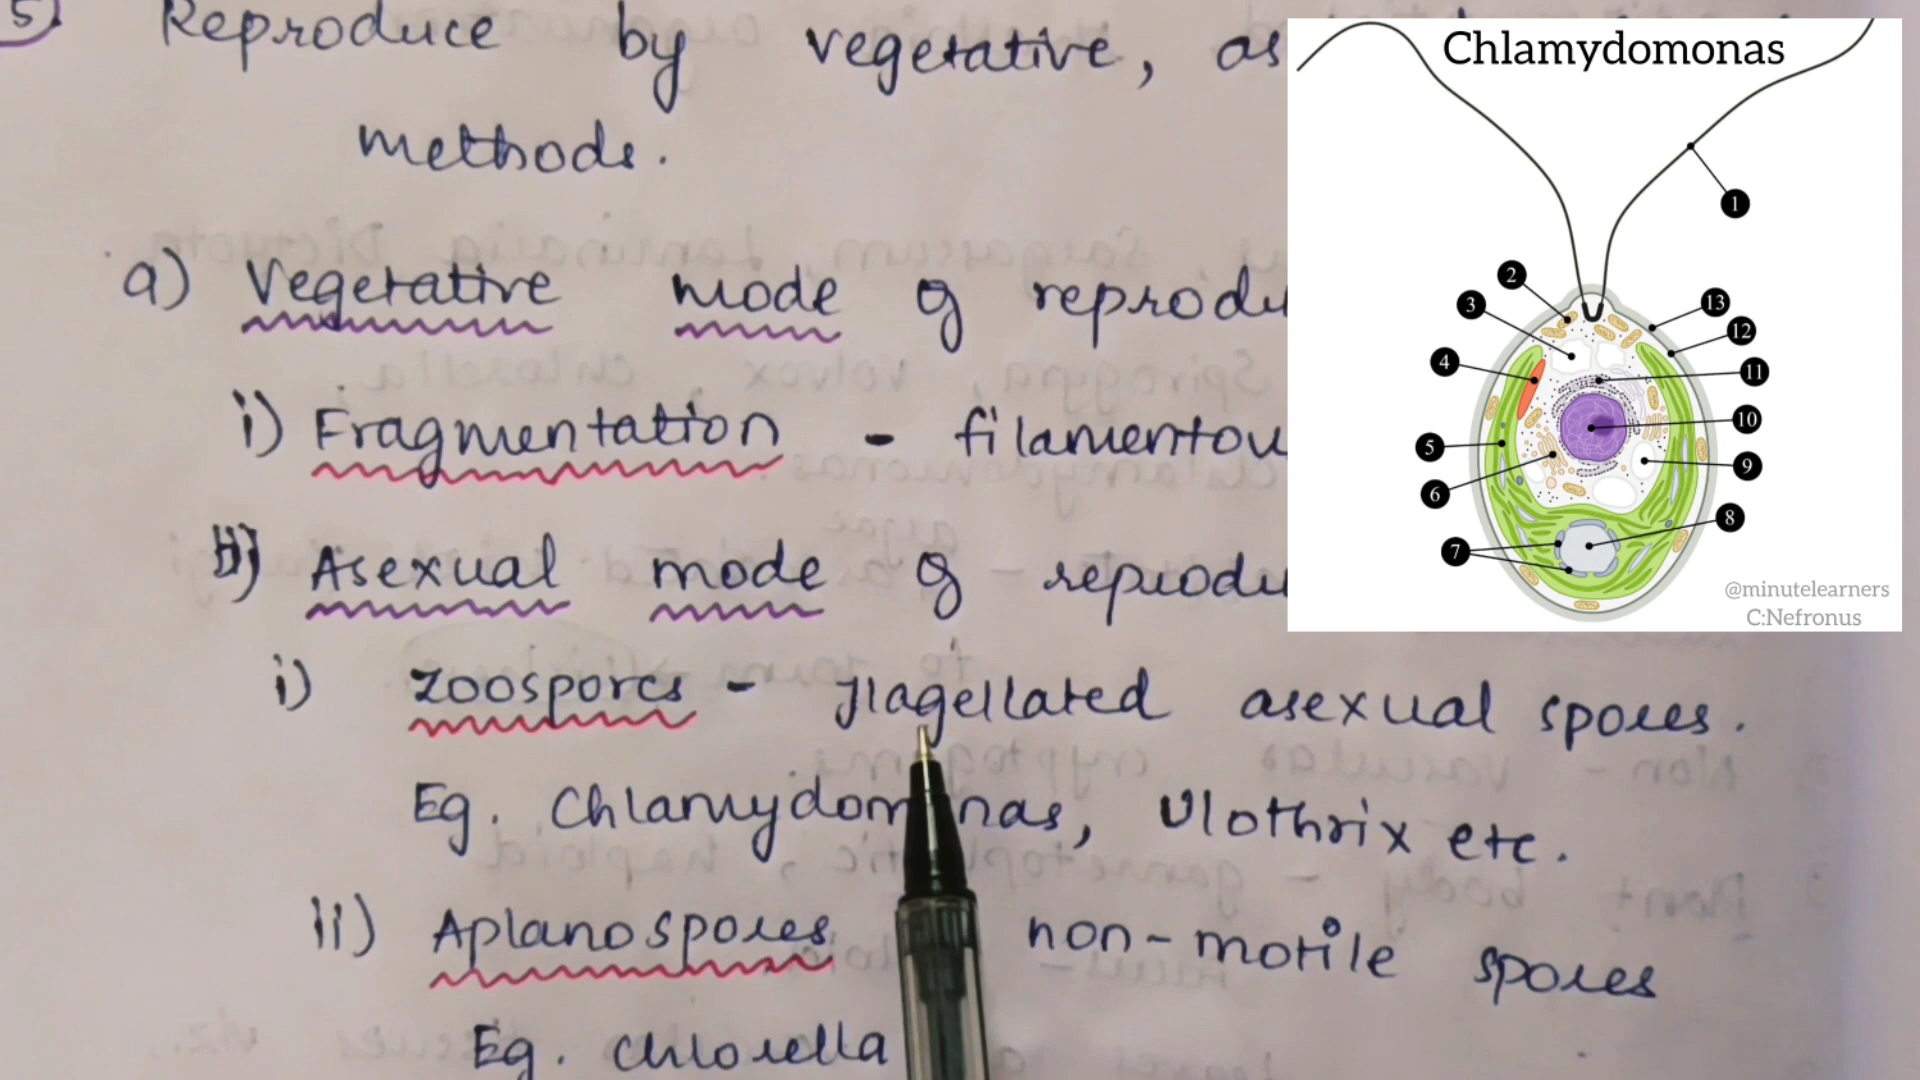 5) Reproduce by vegetative, as
methods.
a) Vegetative mode of reprodu
i) Fragmentation - filamentou
b) Asexual mode of reprodu
i) Zoospores - flagellated asexual spores.
Eg. Chlamydomonas, Ulothrix etc.
ii) Aplanospores non-motile spores
Eg. chlorella
Chlamydomonas
1
2
3
13
12
4
11
10
5
9
6
8
7
@minutelearners
C:Nefronus